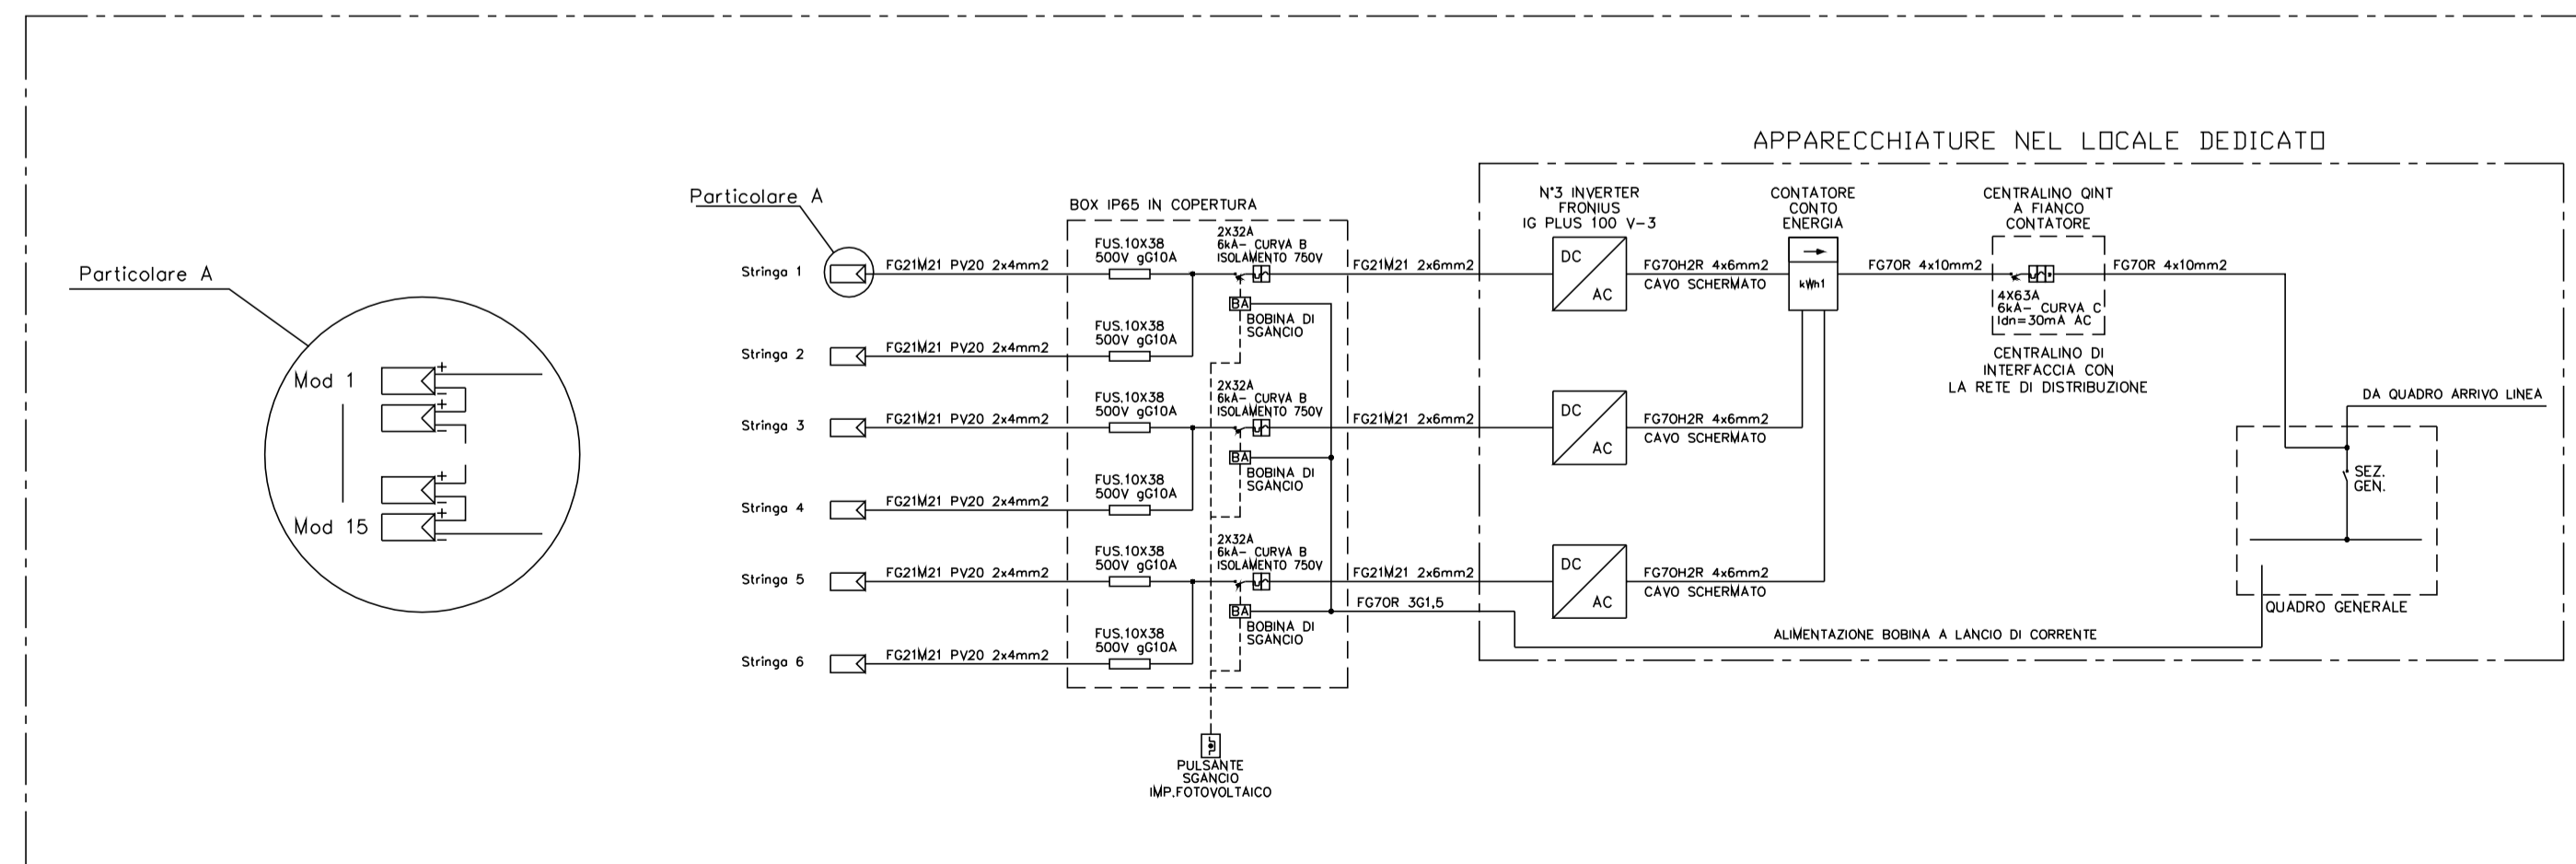 APPARECCHIATURE NEL LOCALE DEDICATO
Particolare A
Mod 1
+
−
+
−
+
−
Mod 15
+
−
Particolare A
Stringa 1
Stringa 2
Stringa 3
Stringa 4
Stringa 5
Stringa 6
FG21M21 PV20 2x4mm2
FG21M21 PV20 2x4mm2
FG21M21 PV20 2x4mm2
FG21M21 PV20 2x4mm2
FG21M21 PV20 2x4mm2
FG21M21 PV20 2x4mm2
BOX IP65 IN COPERTURA
FUS.10X38
500V gG10A
FUS.10X38
500V gG10A
FUS.10X38
500V gG10A
FUS.10X38
500V gG10A
FUS.10X38
500V gG10A
FUS.10X38
500V gG10A
2X32A
6kA- CURVA B
ISOLAMENTO 750V
BA
BOBINA DI
SGANCIO
2X32A
6kA- CURVA B
ISOLAMENTO 750V
BA
BOBINA DI
SGANCIO
2X32A
6kA- CURVA B
ISOLAMENTO 750V
BA
BOBINA DI
SGANCIO
PULSANTE
SGANCIO
IMP.FOTOVOLTAICO
FG21M21 2x6mm2
FG21M21 2x6mm2
FG21M21 2x6mm2
FG7OR 3G1,5
N°3 INVERTER
FRONIUS
IG PLUS 100 V-3
DC
AC
DC
AC
DC
AC
FG7OH2R 4x6mm2
CAVO SCHERMATO
FG7OH2R 4x6mm2
CAVO SCHERMATO
FG7OH2R 4x6mm2
CAVO SCHERMATO
CONTATORE
CONTO
ENERGIA
kWh1
FG7OR 4x10mm2
CENTRALINO QINT
A FIANCO
CONTATORE
4X63A
6kA- CURVA C
Idn=30mA AC
CENTRALINO DI
INTERFACCIA CON
LA RETE DI DISTRIBUZIONE
FG7OR 4x10mm2
DA QUADRO ARRIVO LINEA
SEZ.
GEN.
QUADRO GENERALE
ALIMENTAZIONE BOBINA A LANCIO DI CORRENTE